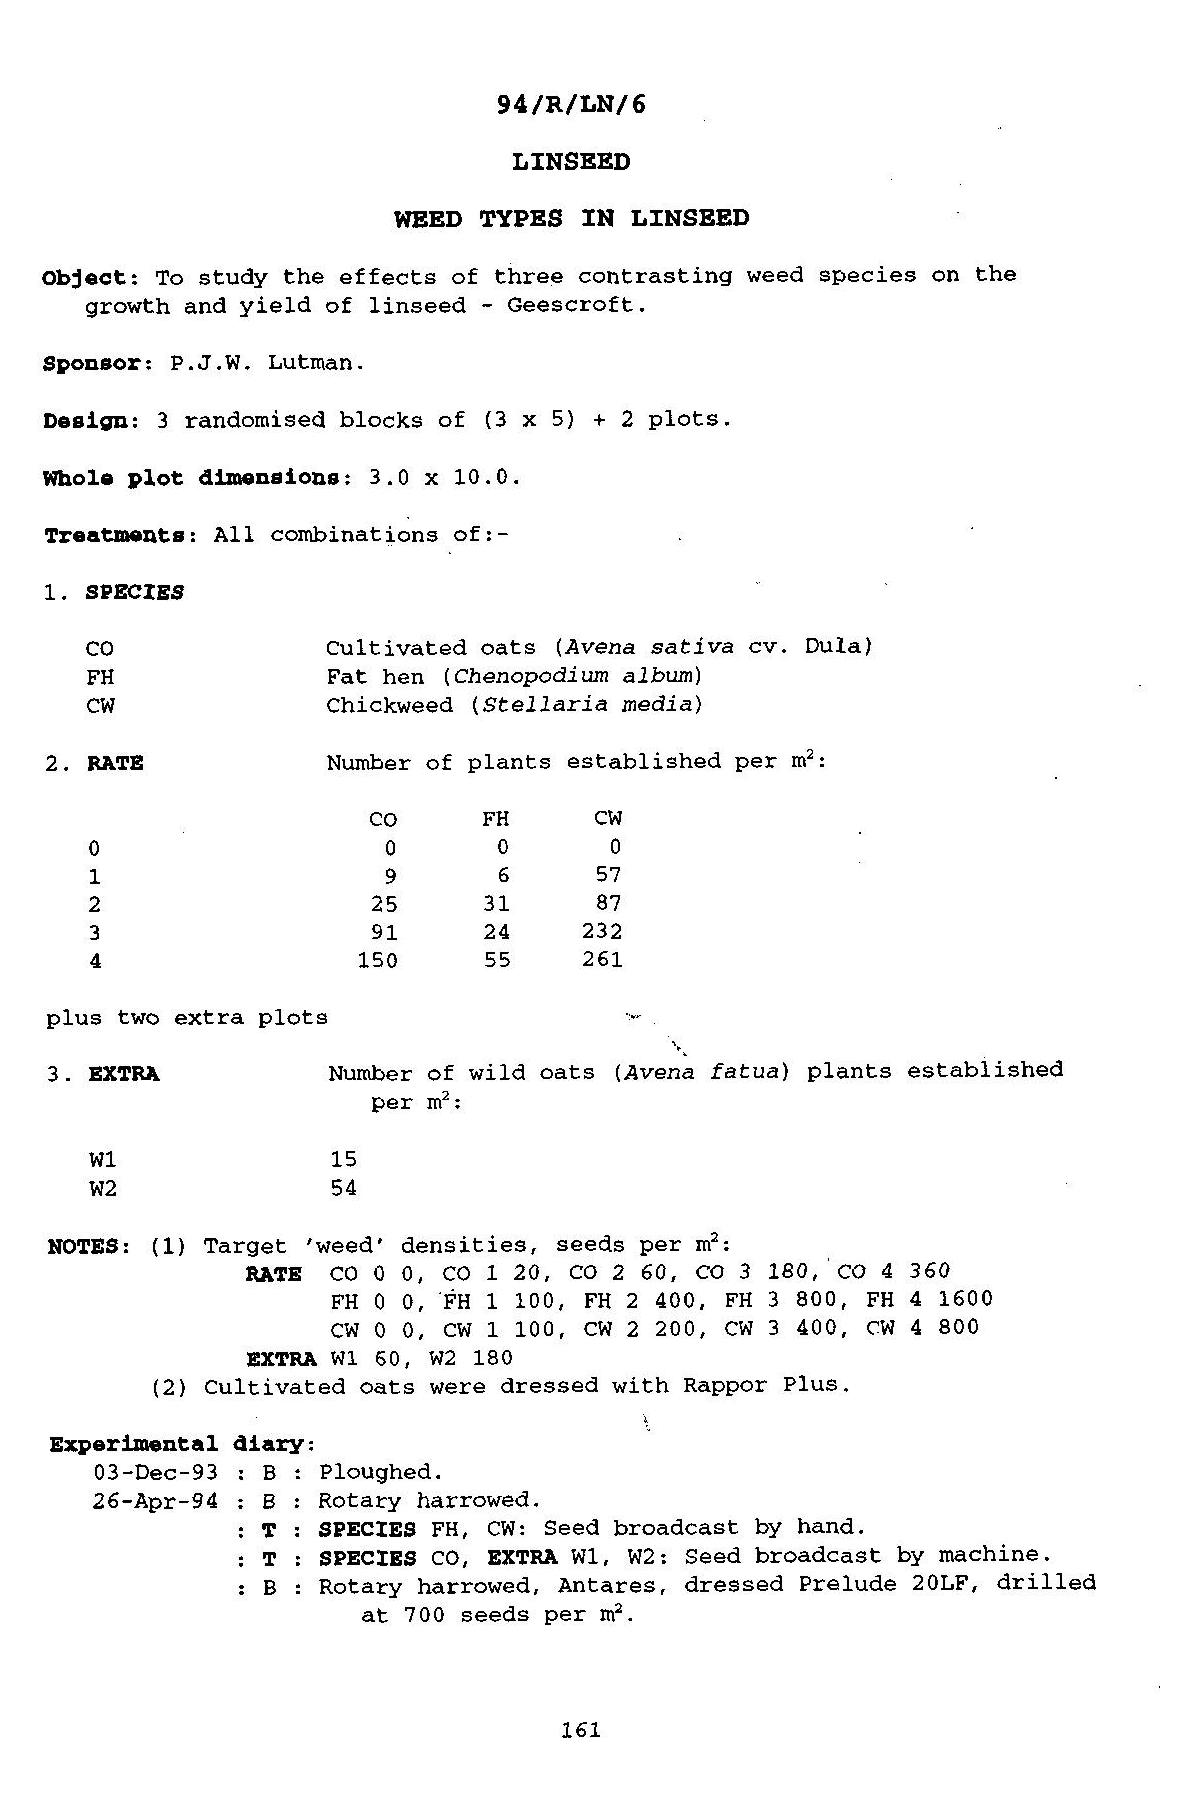 94/R/LN/6
LINSEED
WEED TYPES IN LINSEED
Object: To study the effects of three contrasting weed species on the
growth and yield of linseed - Geescroft.
Sponsor: P.J.W. Lutman.
Design: 3 randomised blocks of (3 x 5) + 2 plots.
Whole plot dimensions: 3.0 x 10.0.
Treatments: All combinations of:-
1. SPECIES
CO Cultivated oats (Avena sativa cv. Dula)
FH Fat hen (Chenopodium album)
CW Chickweed (Stellaria media)
2. RATE Number of plants established per m²:
CO FH CW
0 0 0 0
1 9 6 57
2 25 31 87
3 91 24 232
4 150 55 261
plus two extra plots
3. EXTRA Number of wild oats (Avena fatua) plants established
per m²:
W1 15
W2 54
NOTES: (1) Target 'weed' densities, seeds per m²:
RATE CO 0 0, CO 1 20, CO 2 60, CO 3 180, CO 4 360
FH 0 0, FH 1 100, FH 2 400, FH 3 800, FH 4 1600
CW 0 0, CW 1 100, CW 2 200, CW 3 400, CW 4 800
EXTRA W1 60, W2 180
(2) Cultivated oats were dressed with Rappor Plus.
Experimental diary:
03-Dec-93 : B : Ploughed.
26-Apr-94 : B : Rotary harrowed.
: T : SPECIES FH, CW: Seed broadcast by hand.
: T : SPECIES CO, EXTRA W1, W2: Seed broadcast by machine.
: B : Rotary harrowed, Antares, dressed Prelude 20LF, drilled
at 700 seeds per m².
161